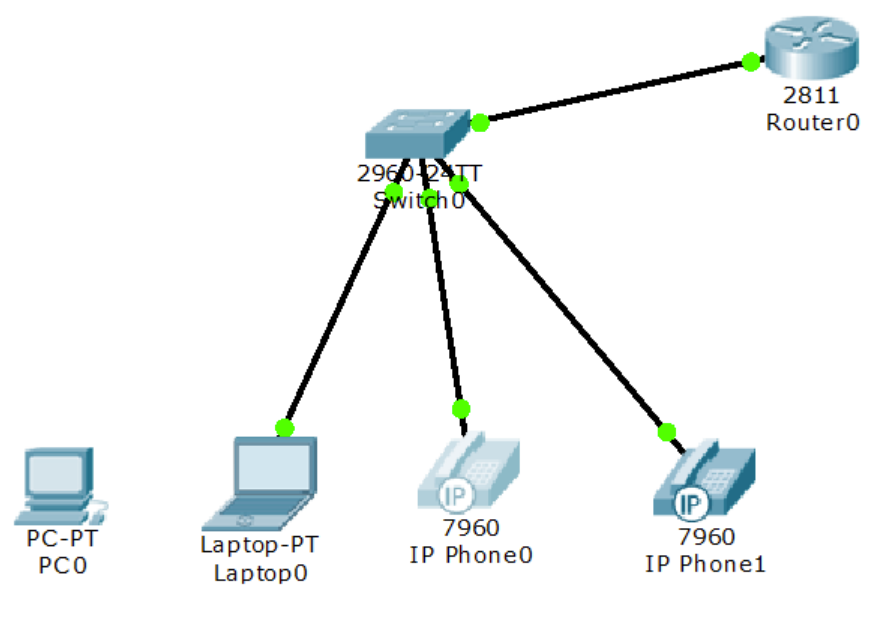 2811
Router0
2960-24TT
Switch0
PC-PT
PC0
Laptop-PT
Laptop0
IP
7960
IP Phone0
IP
7960
IP Phone1